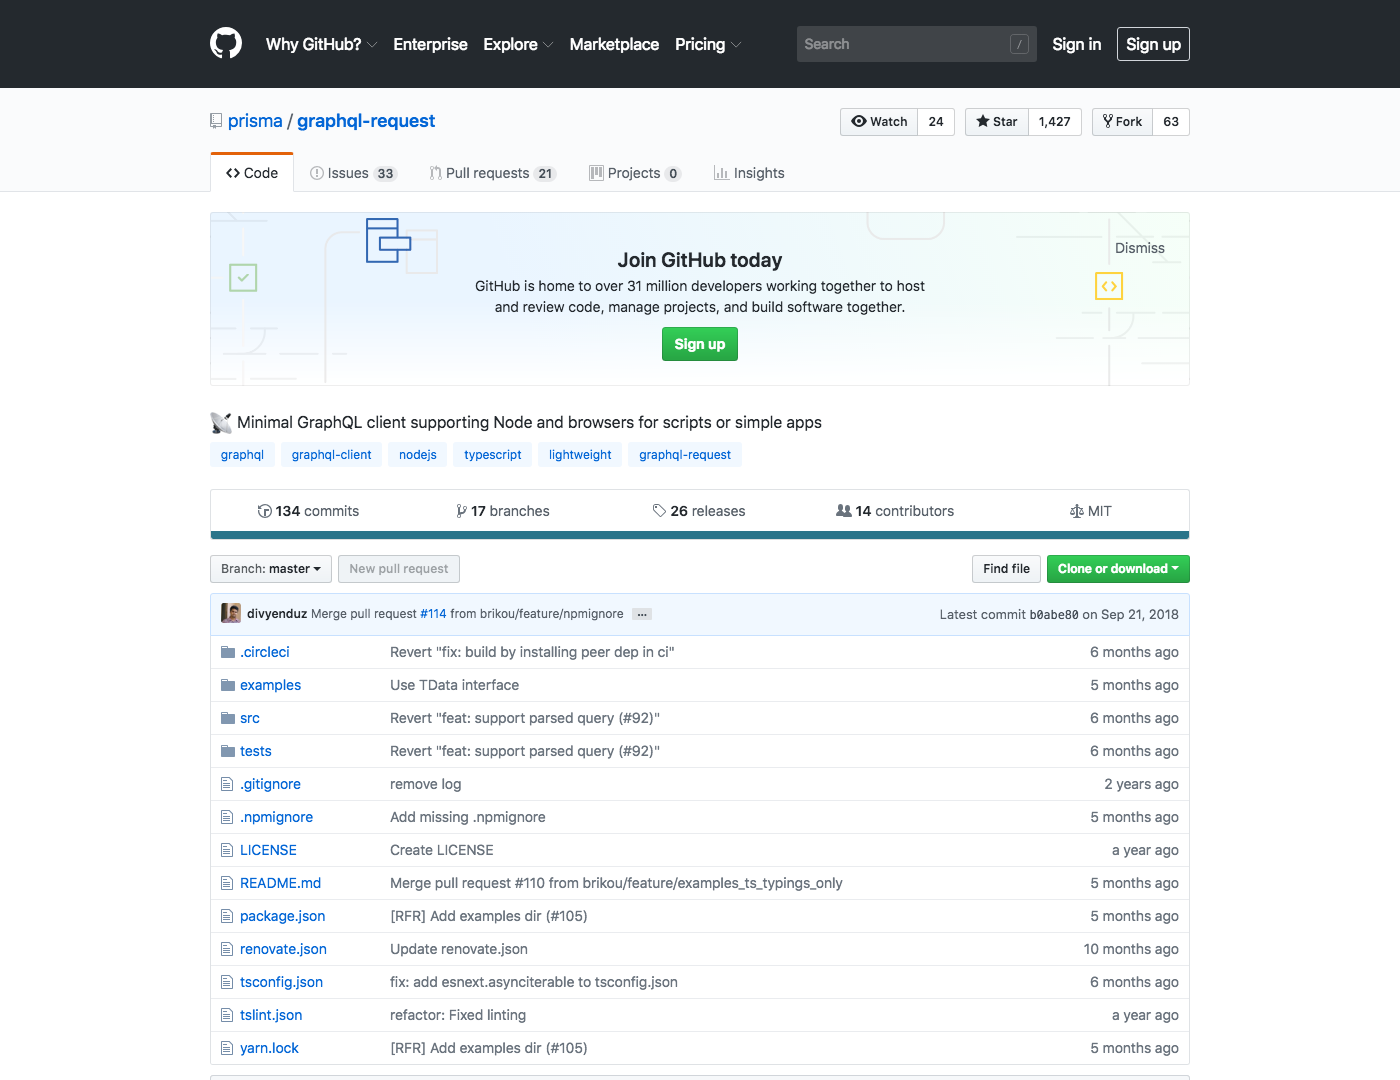 Why GitHub? Enterprise Explore Marketplace Pricing Search / Sign in Sign up
prisma / graphql-request Watch 24 Star 1,427 Fork 63
Code Issues 33 Pull requests 21 Projects 0 Insights
Dismiss
Join GitHub today
GitHub is home to over 31 million developers working together to host
and review code, manage projects, and build software together.
Sign up
Minimal GraphQL client supporting Node and browsers for scripts or simple apps
graphql graphql-client nodejs typescript lightweight graphql-request
134 commits 17 branches 26 releases 14 contributors MIT
Branch: master New pull request Find file Clone or download
divyenduz Merge pull request #114 from brikou/feature/npmignore … Latest commit b0abe80 on Sep 21, 2018
.circleci Revert "fix: build by installing peer dep in ci" 6 months ago
examples Use TData interface 5 months ago
src Revert "feat: support parsed query (#92)" 6 months ago
tests Revert "feat: support parsed query (#92)" 6 months ago
.gitignore remove log 2 years ago
.npmignore Add missing .npmignore 5 months ago
LICENSE Create LICENSE a year ago
README.md Merge pull request #110 from brikou/feature/examples_ts_typings_only 5 months ago
package.json [RFR] Add examples dir (#105) 5 months ago
renovate.json Update renovate.json 10 months ago
tsconfig.json fix: add esnext.asynciterable to tsconfig.json 6 months ago
tslint.json refactor: Fixed linting a year ago
yarn.lock [RFR] Add examples dir (#105) 5 months ago